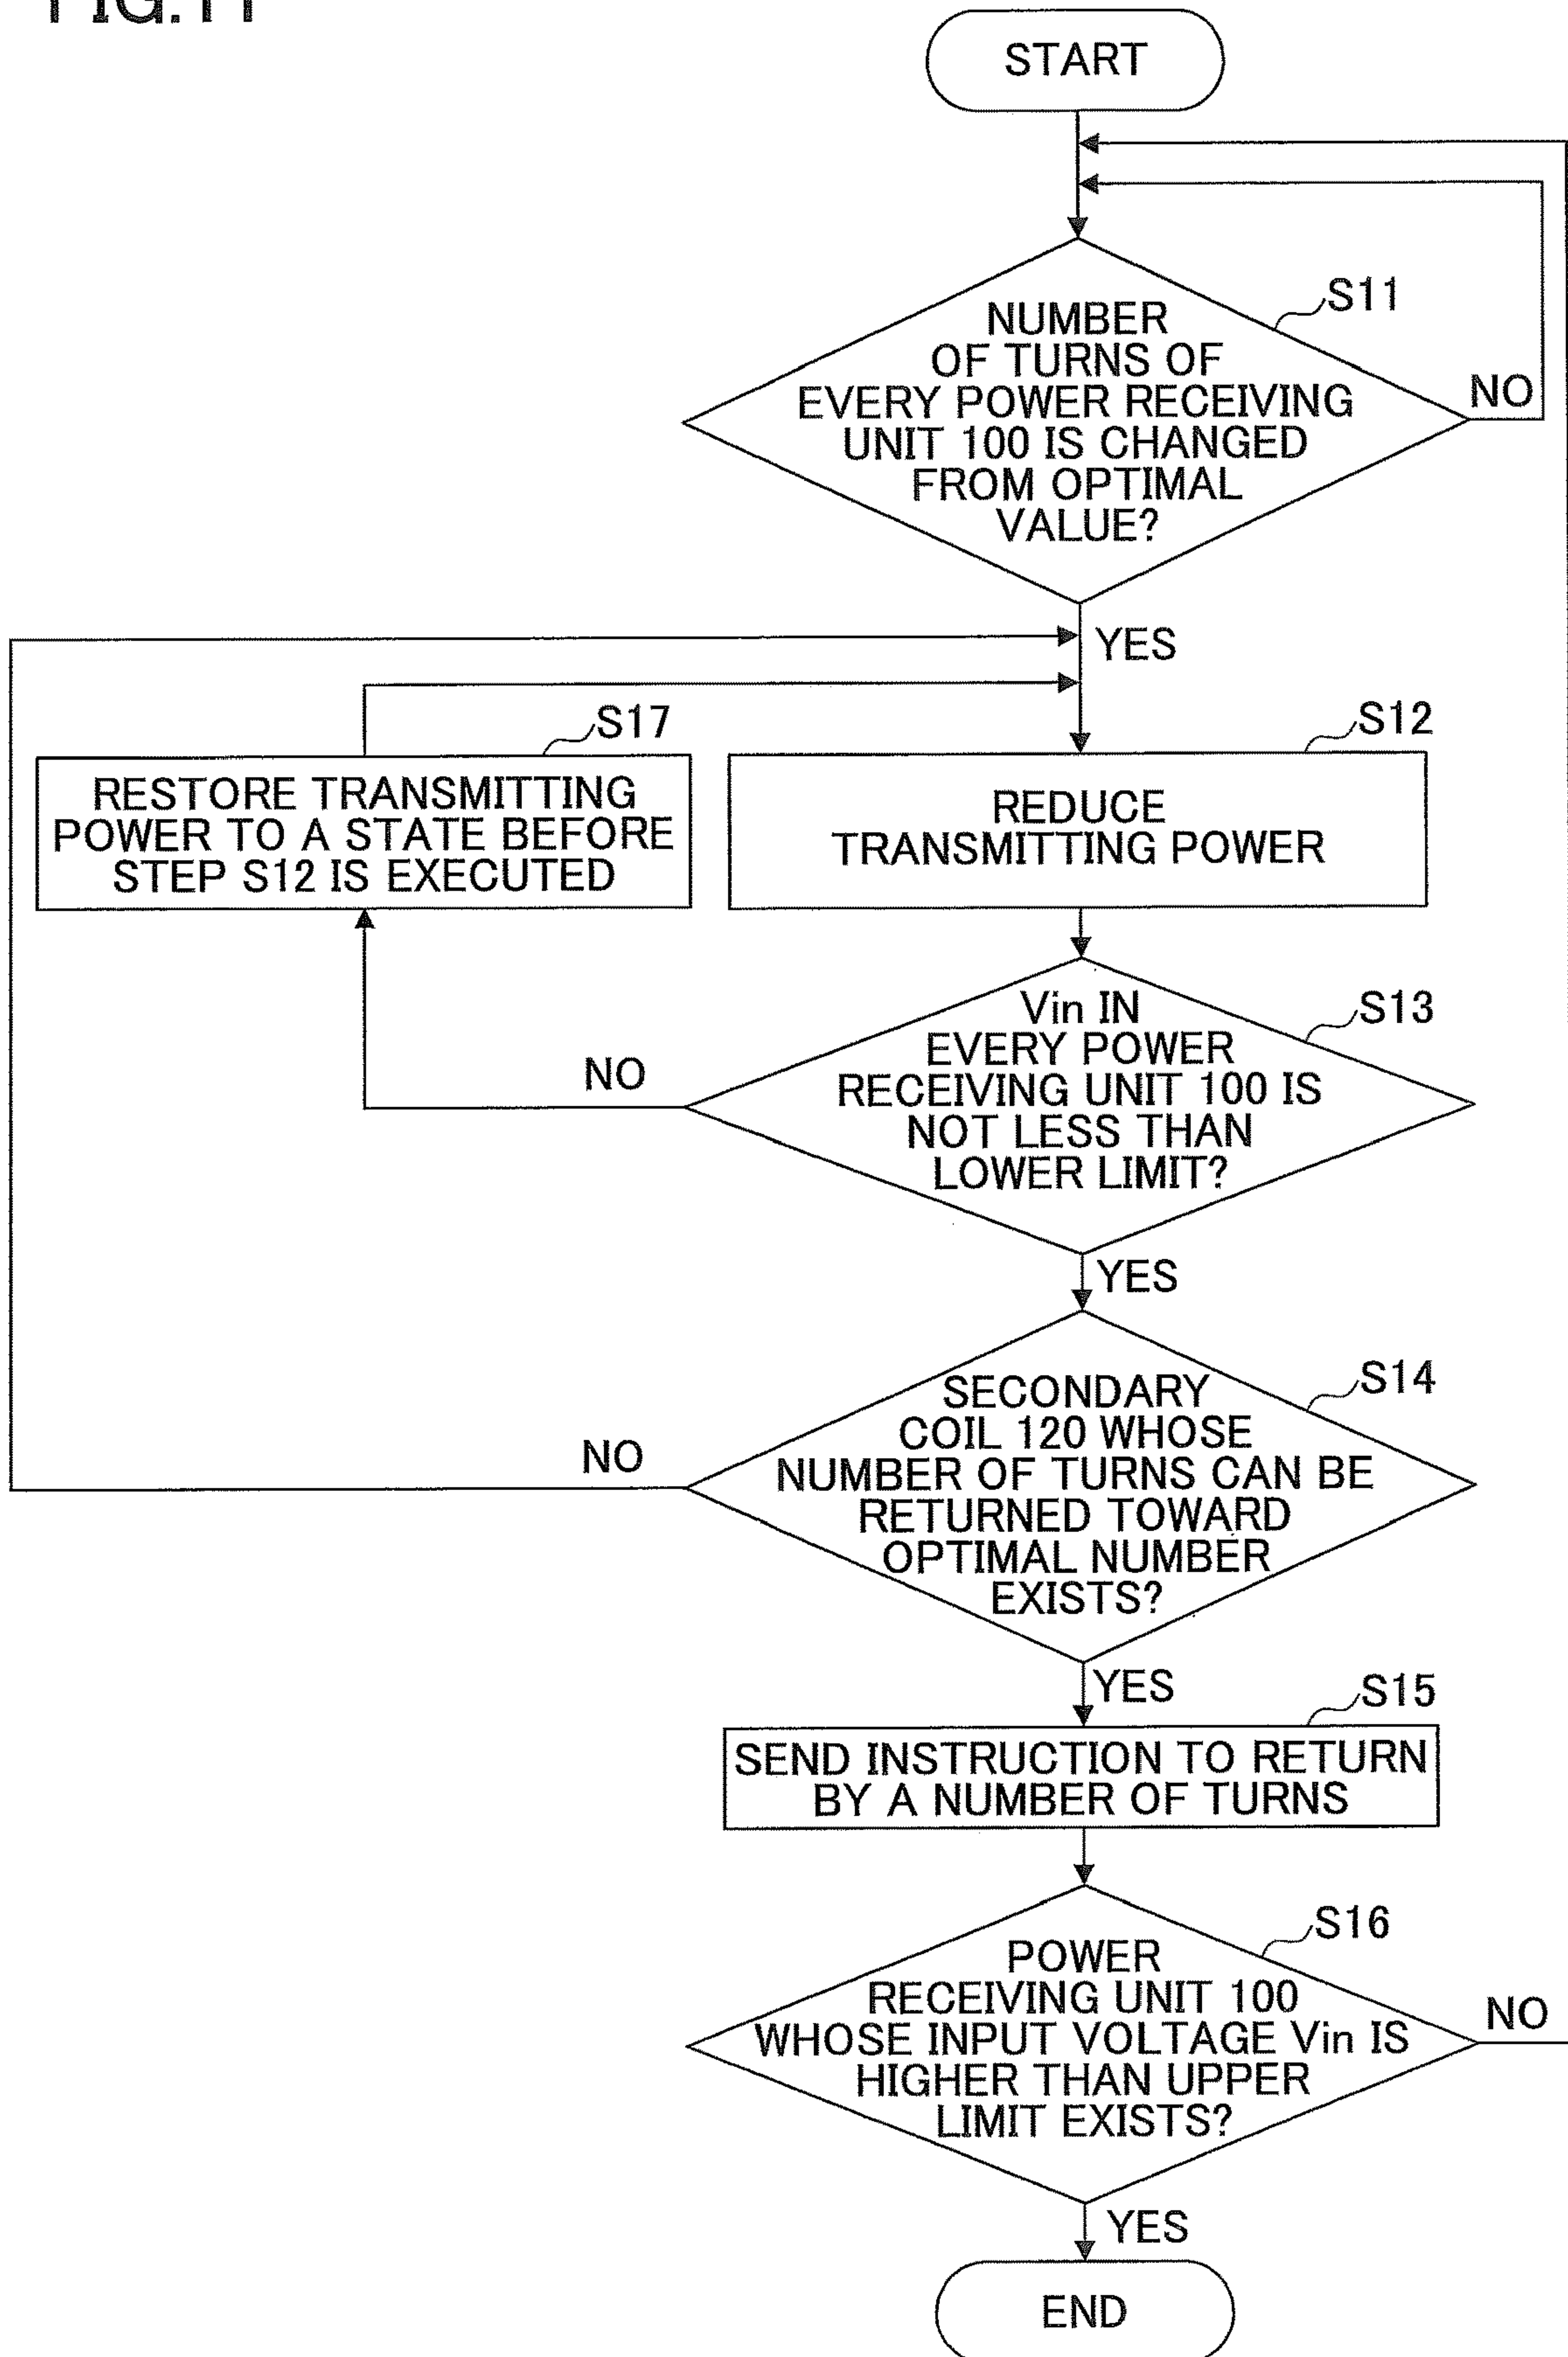 FIG.11
START
S11
NUMBER
OF TURNS OF
EVERY POWER RECEIVING
UNIT 100 IS CHANGED
FROM OPTIMAL
VALUE?
NO
YES
S17
RESTORE TRANSMITTING
POWER TO A STATE BEFORE
STEP S12 IS EXECUTED
S12
REDUCE
TRANSMITTING POWER
S13
Vin IN
EVERY POWER
RECEIVING UNIT 100 IS
NOT LESS THAN
LOWER LIMIT?
NO
YES
S14
SECONDARY
COIL 120 WHOSE
NUMBER OF TURNS CAN BE
RETURNED TOWARD
OPTIMAL NUMBER
EXISTS?
NO
YES
S15
SEND INSTRUCTION TO RETURN
BY A NUMBER OF TURNS
S16
POWER
RECEIVING UNIT 100
WHOSE INPUT VOLTAGE Vin IS
HIGHER THAN UPPER
LIMIT EXISTS?
NO
YES
END